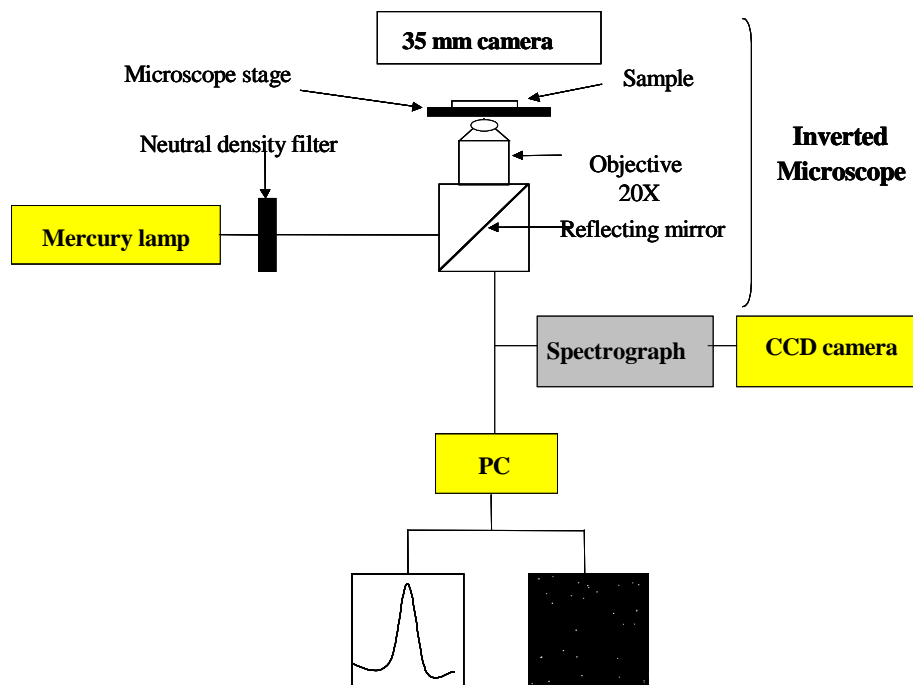 35 mm camera
Microscope stage
Sample
Neutral density filter
Inverted
Microscope
Objective
20X
Mercury lamp
Reflecting mirror
Spectrograph
CCD camera
PC